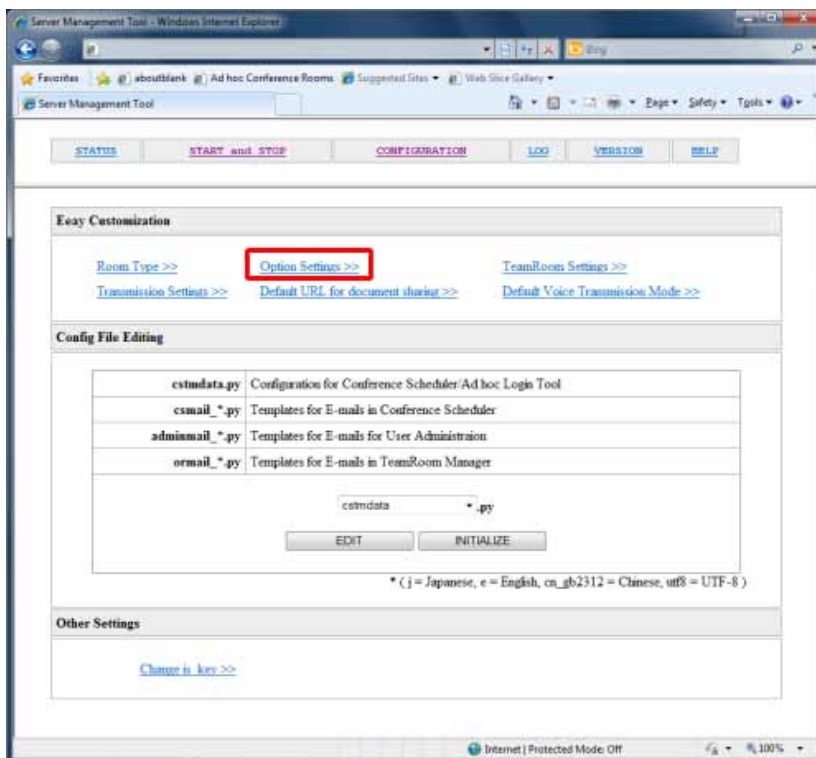 Server Management Tool - Windows Internet Explorer
Bing
Favorites aboutblank Ad hoc Conference Rooms Suggested Sites Web Slice Gallery
Server Management Tool Page Safety Tools
STATUS START and STOP CONFIGURATION LOG VERSION HELP
Eeay Customization
Room Type >> Option Settings >> TeamRoom Settings >>
Transmission Settings >> Default URL for document sharing >> Default Voice Transmission Mode >>
Config File Editing
cstmdata.py Configuration for Conference Scheduler/Ad hoc Login Tool
csmail_*.py Templates for E-mails in Conference Scheduler
adminmail_*.py Templates for E-mails for User Administraion
ormail_*.py Templates for E-mails in TeamRoom Manager
cstmdata .py
EDIT INITIALIZE
* ( j = Japanese, e = English, cn_gb2312 = Chinese, utf8 = UTF-8 )
Other Settings
Change is_key >>
Internet | Protected Mode: Off 100%